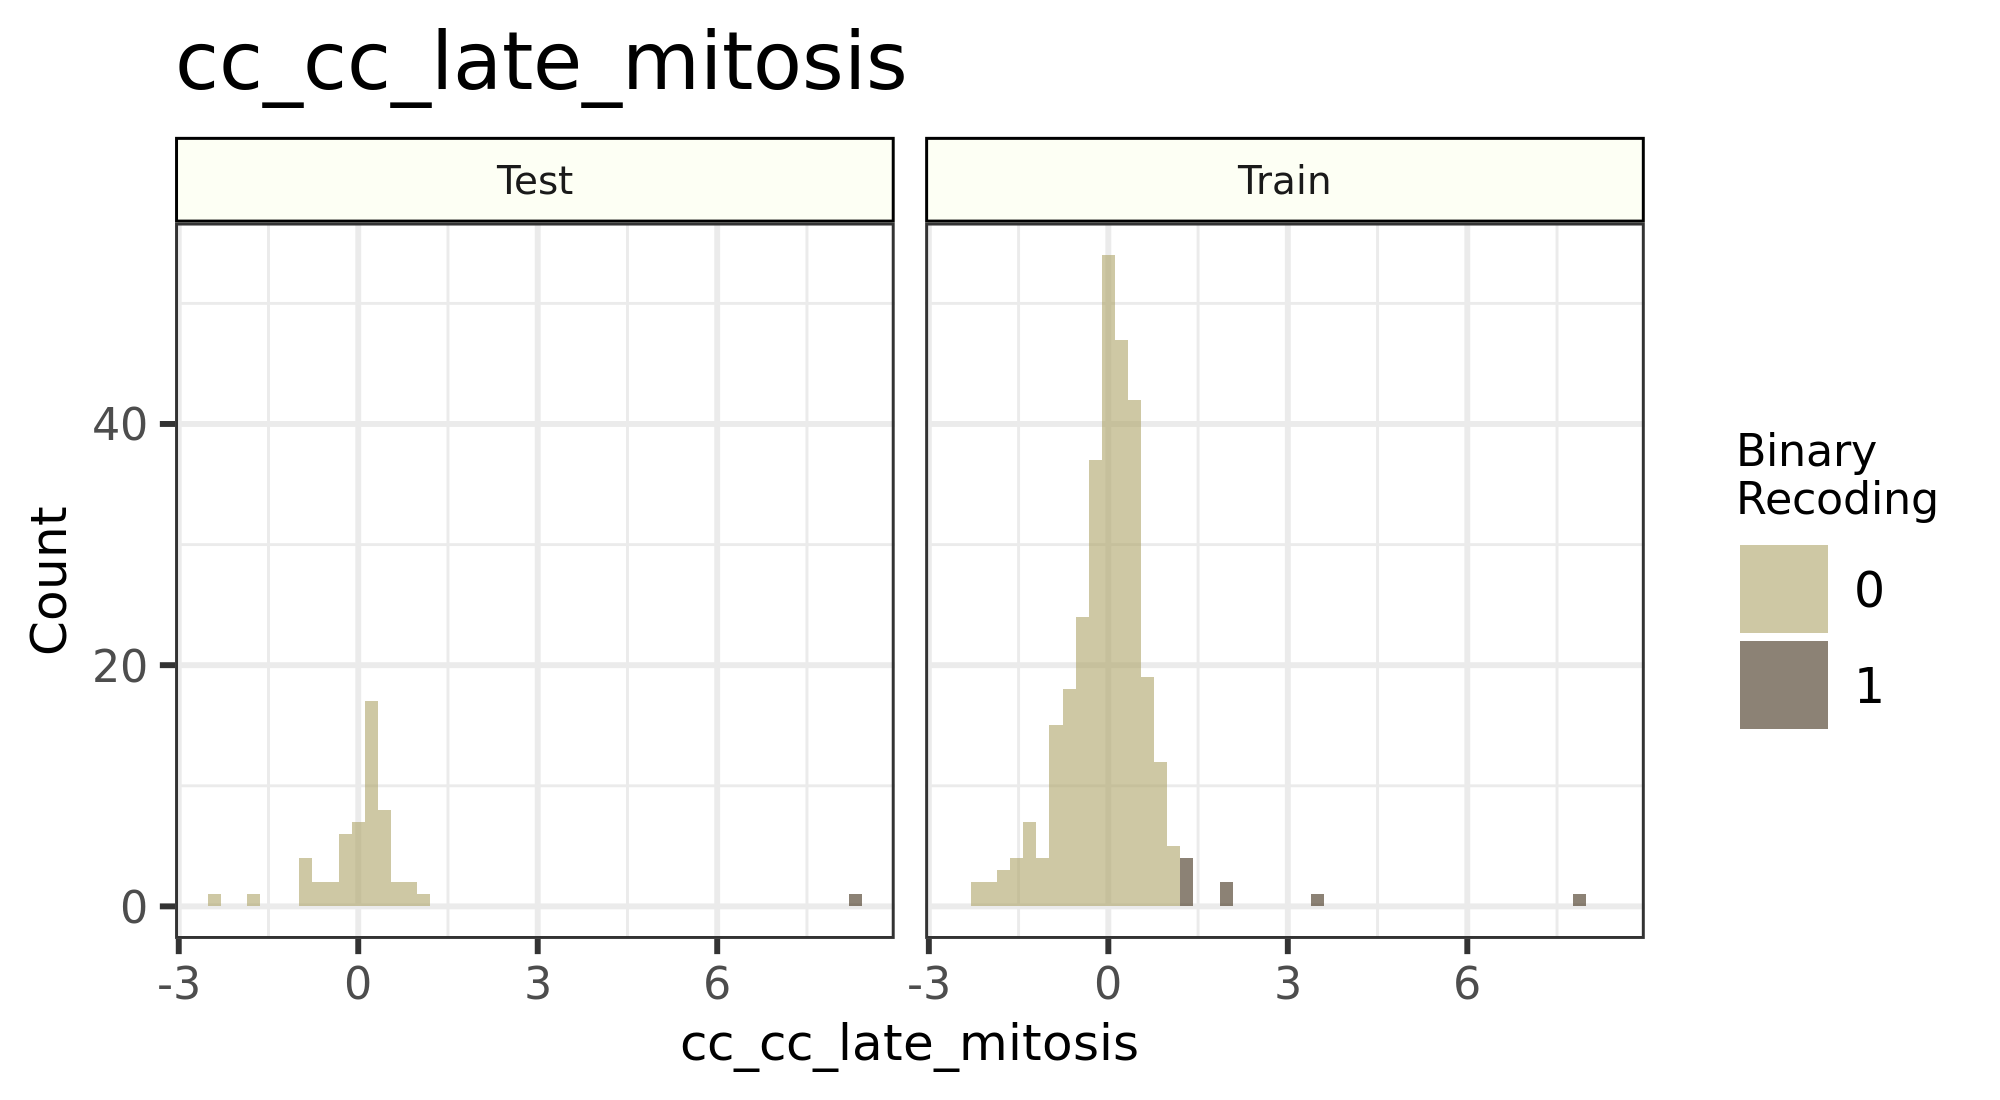 cc_cc_late_mitosis
Test
Train
Count
40
20
0
-3 0 3 6
-3 0 3 6
cc_cc_late_mitosis
Binary
Recoding
0
1